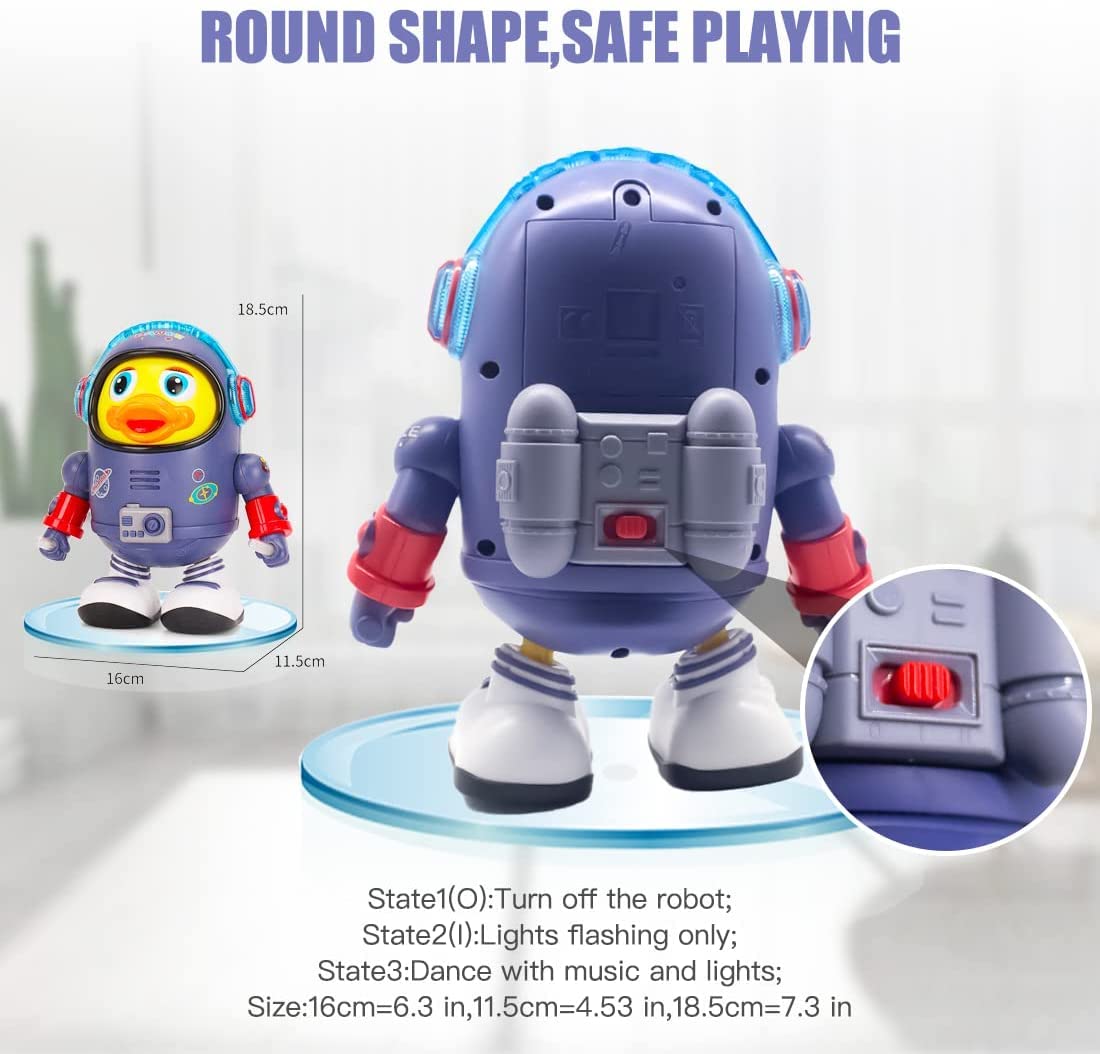 ROUND SHAPE,SAFE PLAYING
18.5cm
11.5cm
16cm
State1(O):Turn off the robot;
State2(I):Lights flashing only;
State3:Dance with music and lights;
Size:16cm=6.3 in,11.5cm=4.53 in,18.5cm=7.3 in